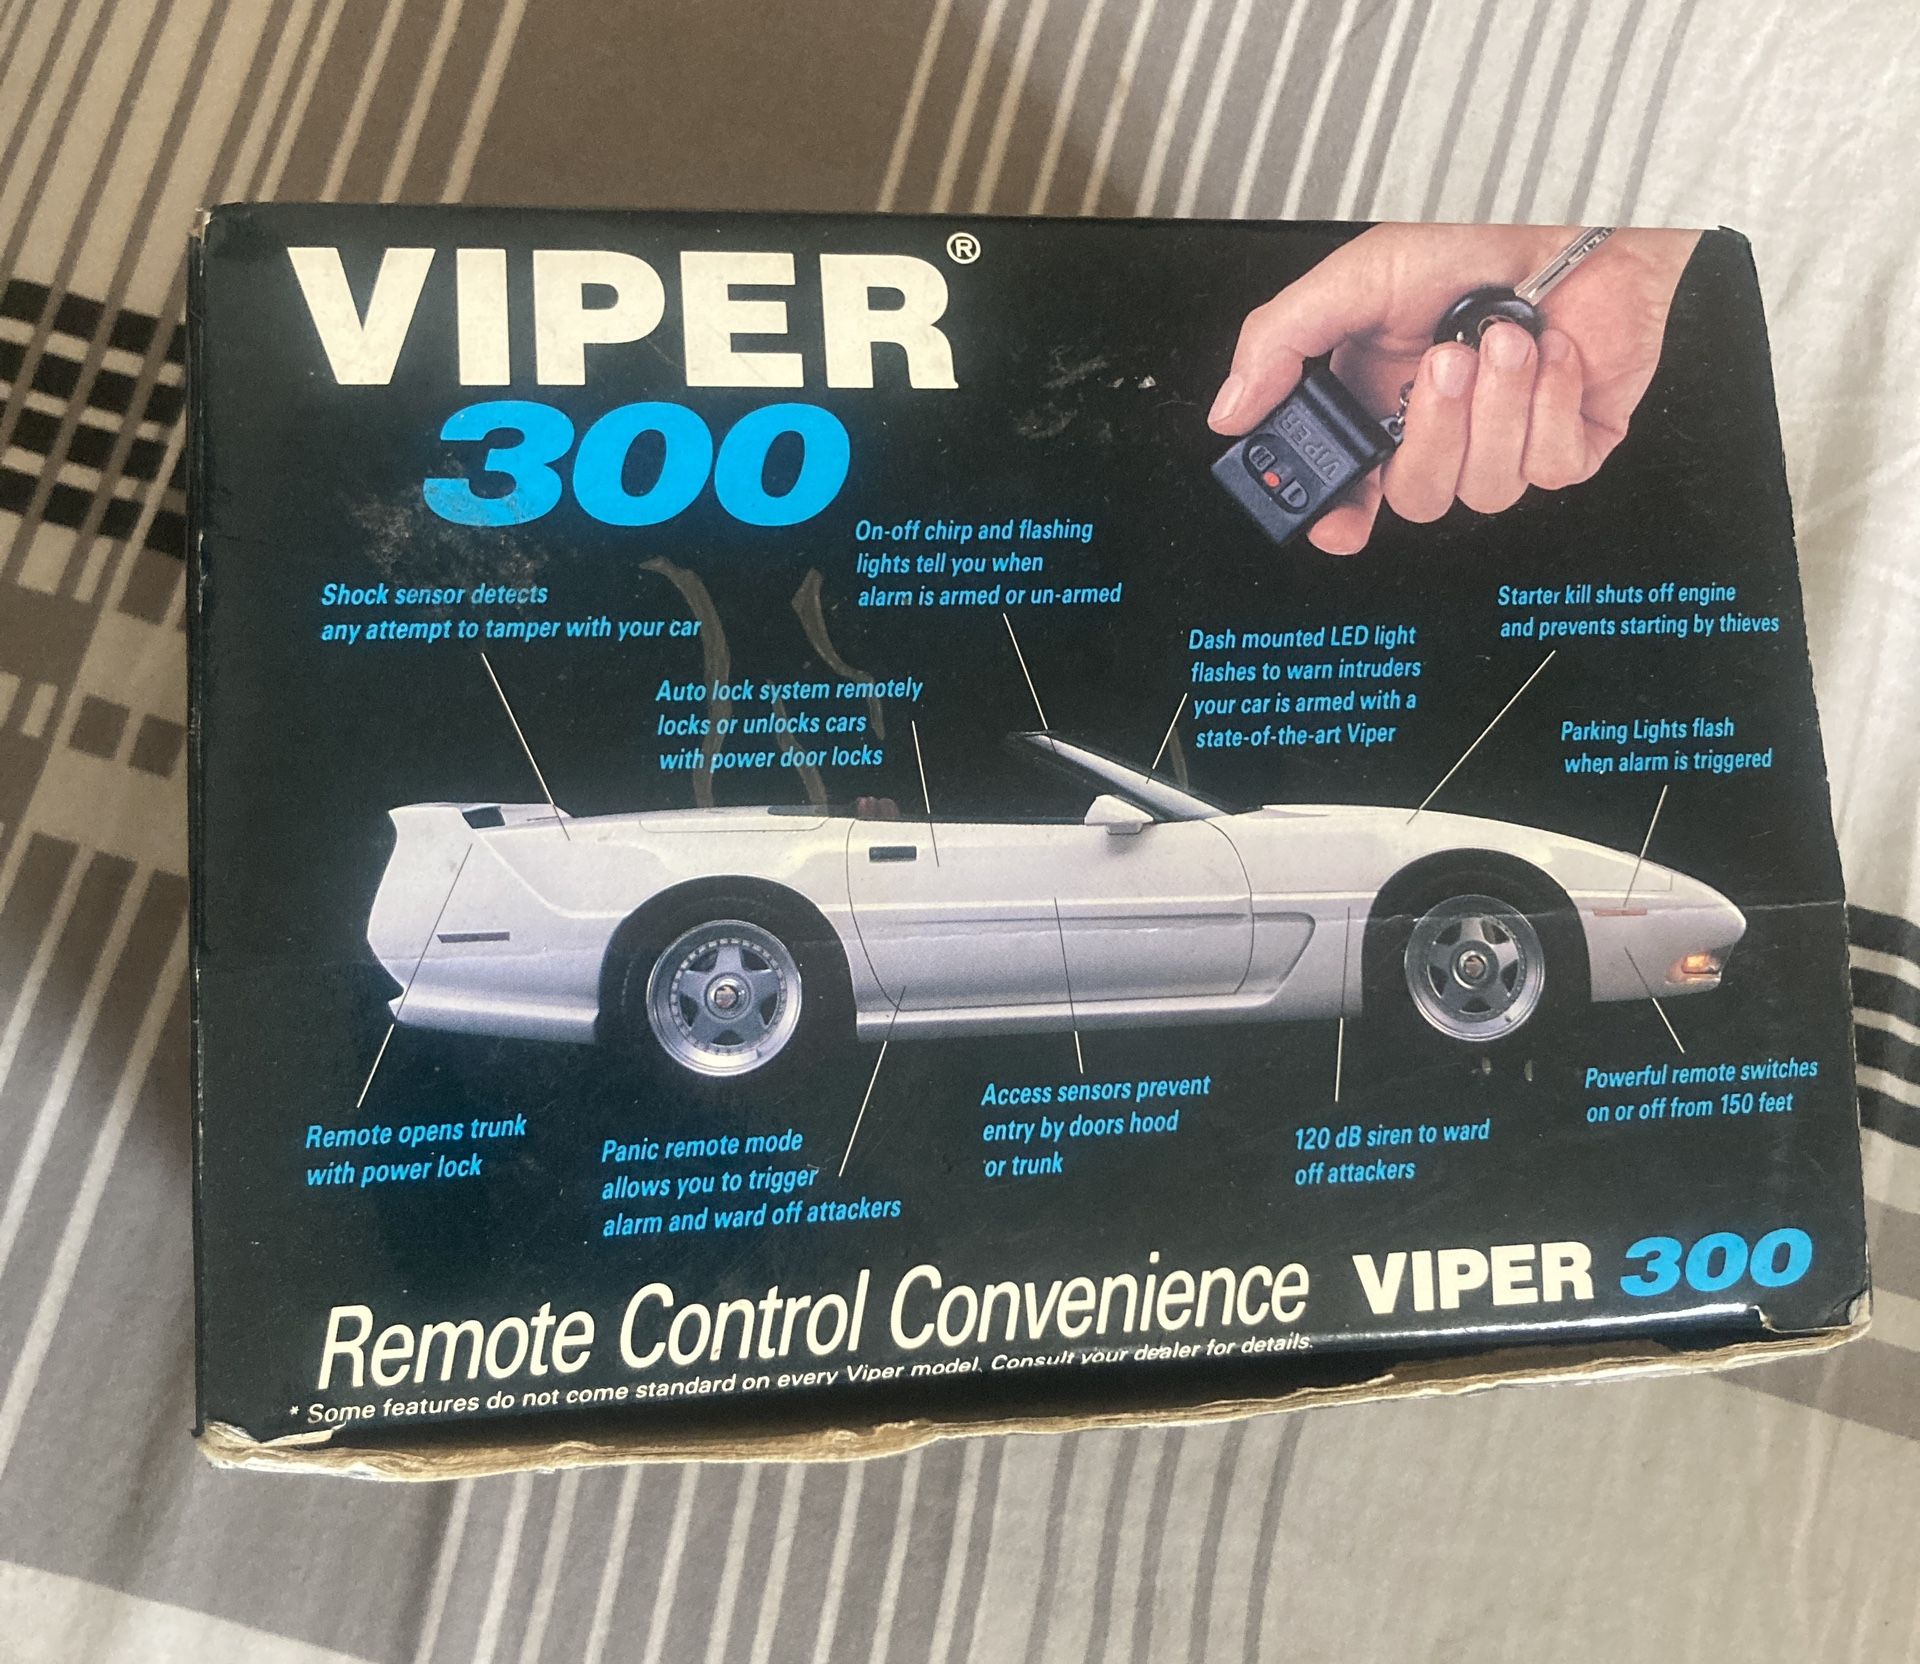 VIPER®
300
VIPER
On-off chirp and flashing
lights tell you when
alarm is armed or un-armed
Shock sensor detects
any attempt to tamper with your car
Starter kill shuts off engine
and prevents starting by thieves
Dash mounted LED light
flashes to warn intruders
your car is armed with a
state-of-the-art Viper
Auto lock system remotely
locks or unlocks cars
with power door locks
Parking Lights flash
when alarm is triggered
Remote opens trunk
with power lock
Panic remote mode
allows you to trigger
alarm and ward off attackers
Access sensors prevent
entry by doors hood
or trunk
120 dB siren to ward
off attackers
Powerful remote switches
on or off from 150 feet
Remote Control Convenience VIPER 300
* Some features do not come standard on every Viper model. Consult your dealer for details.